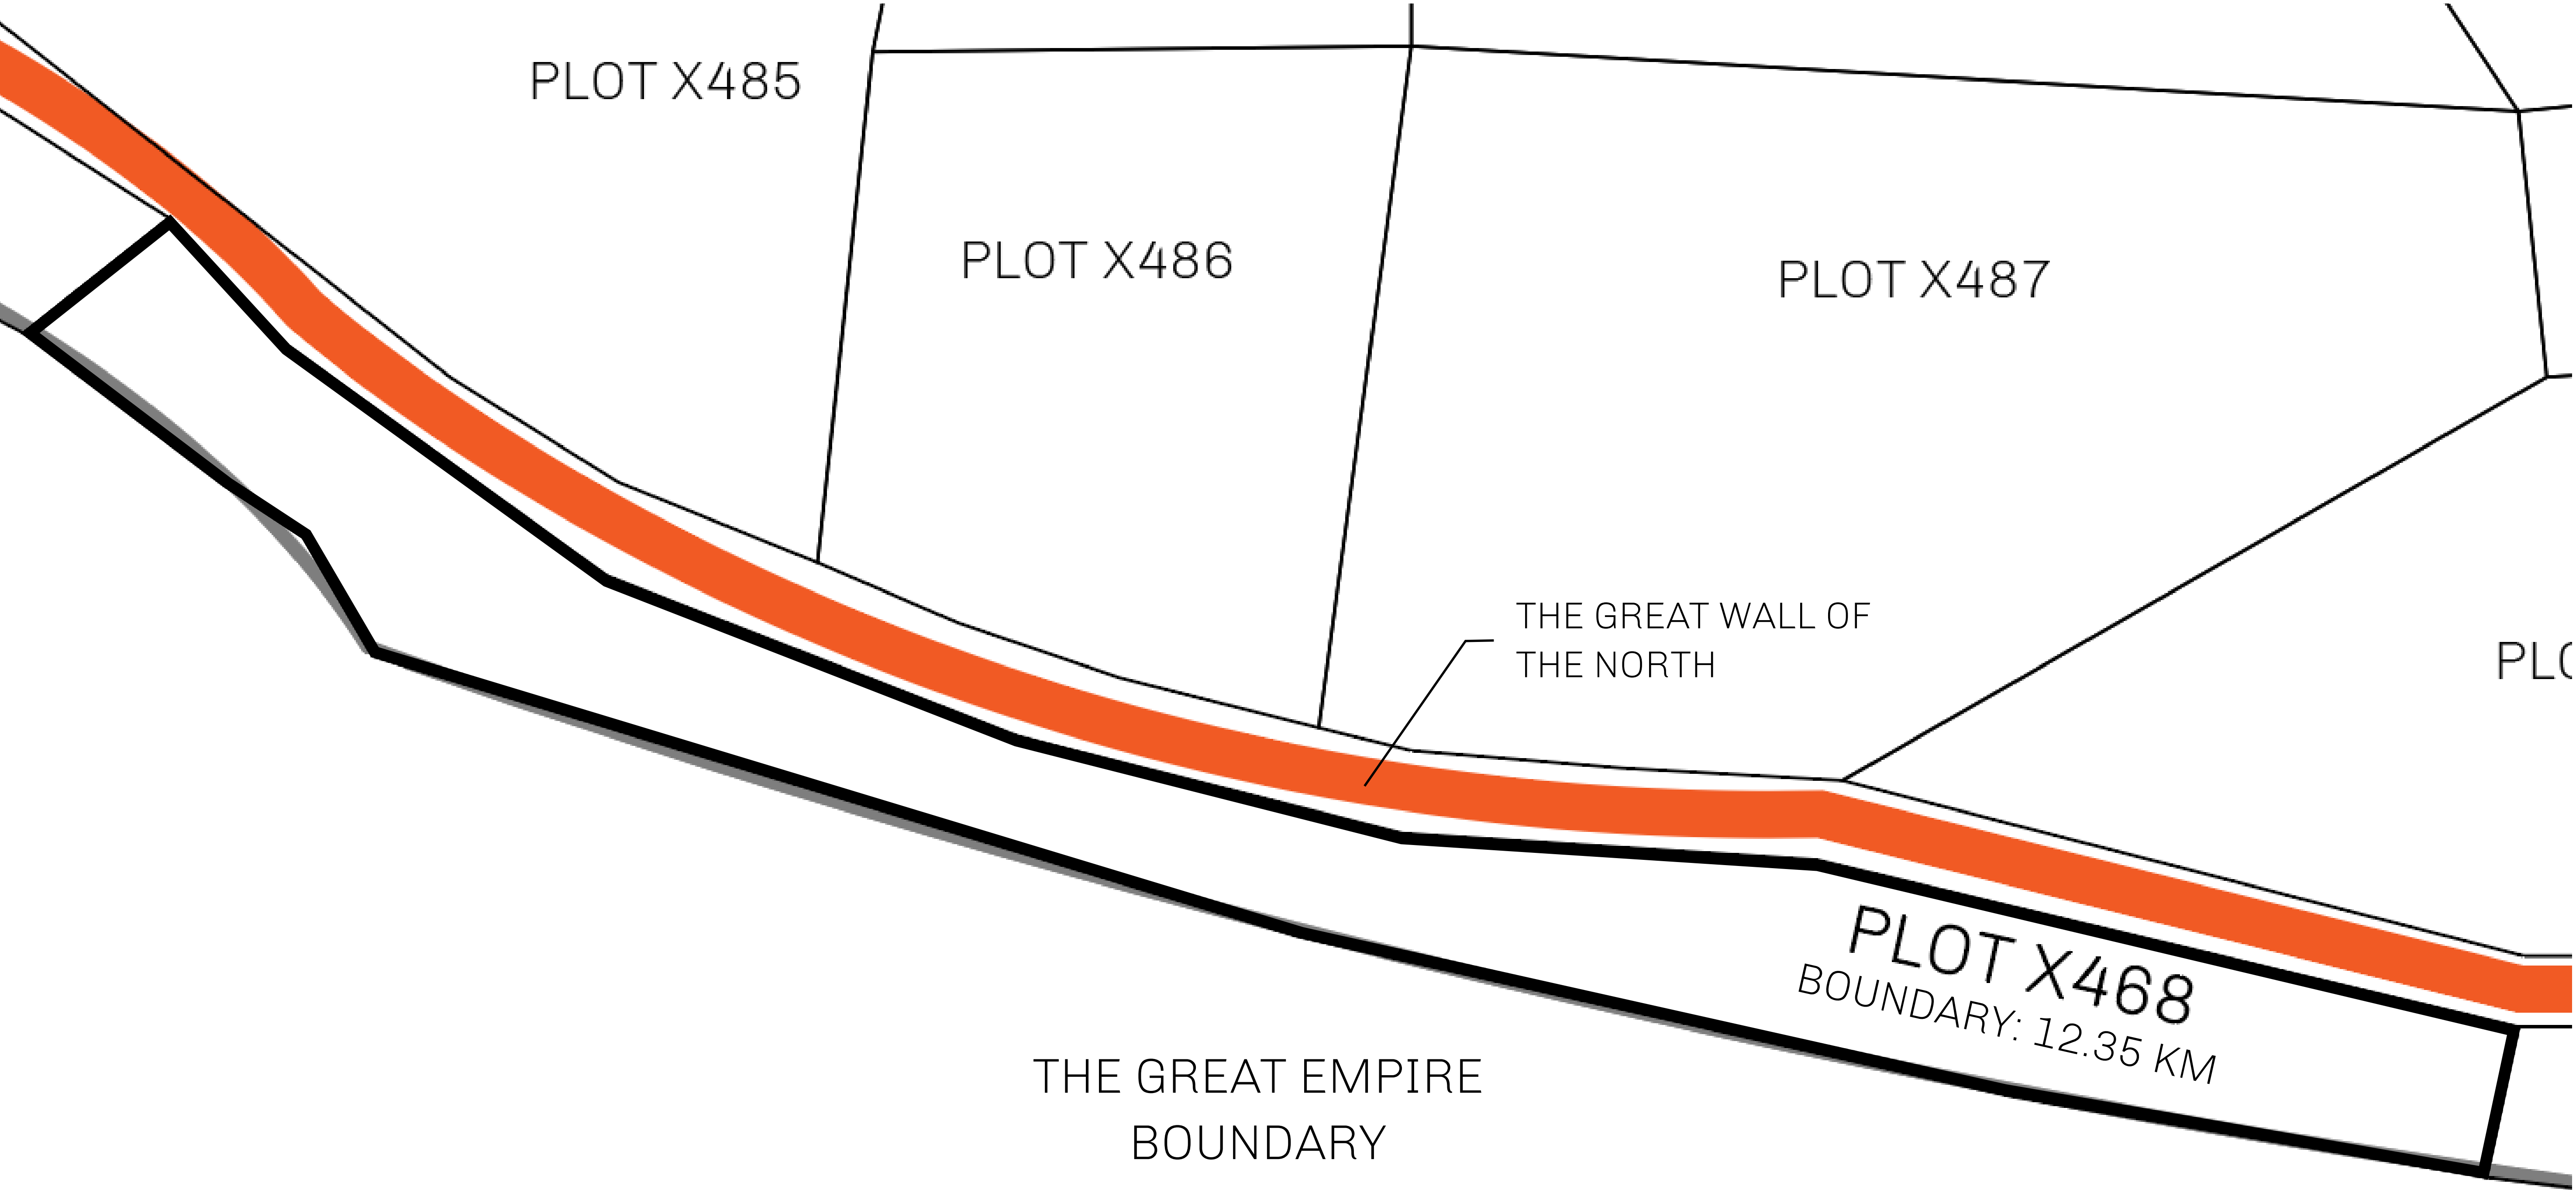 PLOT X485
PLOT X486
PLOT X487
THE GREAT WALL OF
THE NORTH
PLOT X468
BOUNDARY: 12.35 KM
THE GREAT EMPIRE
BOUNDARY